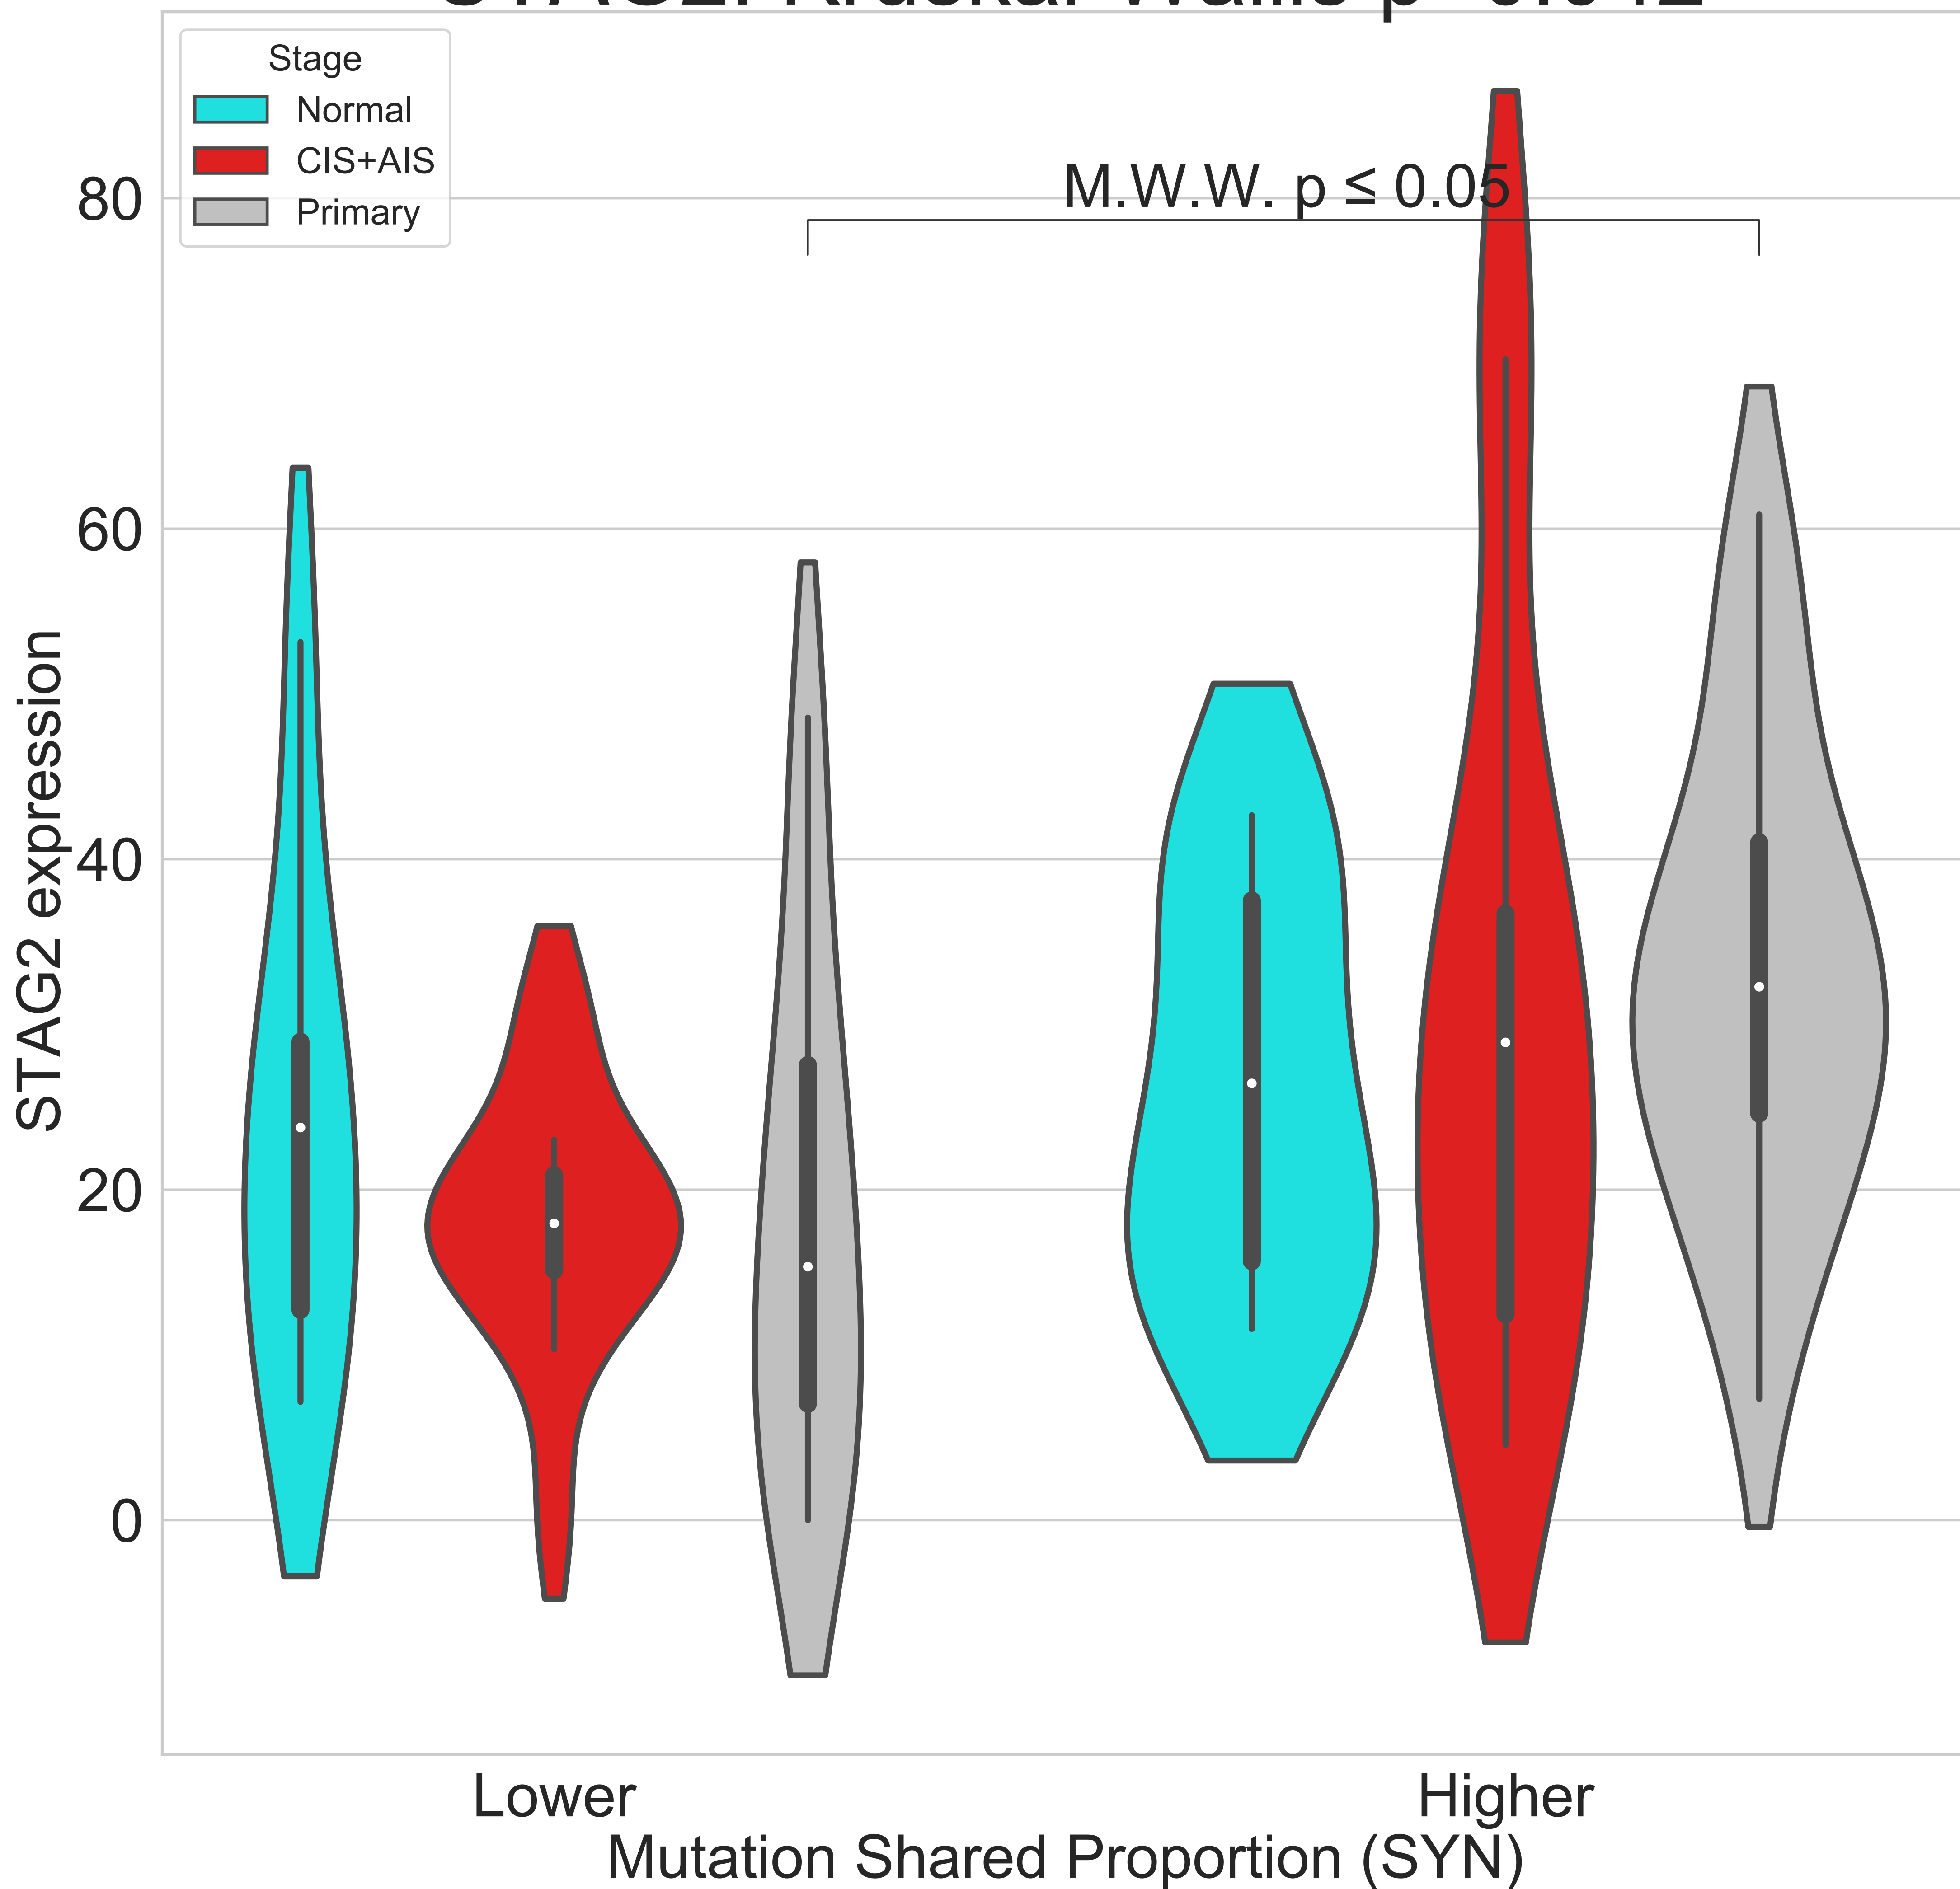 Stage
Normal
CIS+AIS
Primary
M.W.W. p ≤ 0.05
80
60
40
20
0
STAG2 expression
Lower
Higher
Mutation Shared Proportion (SYN)